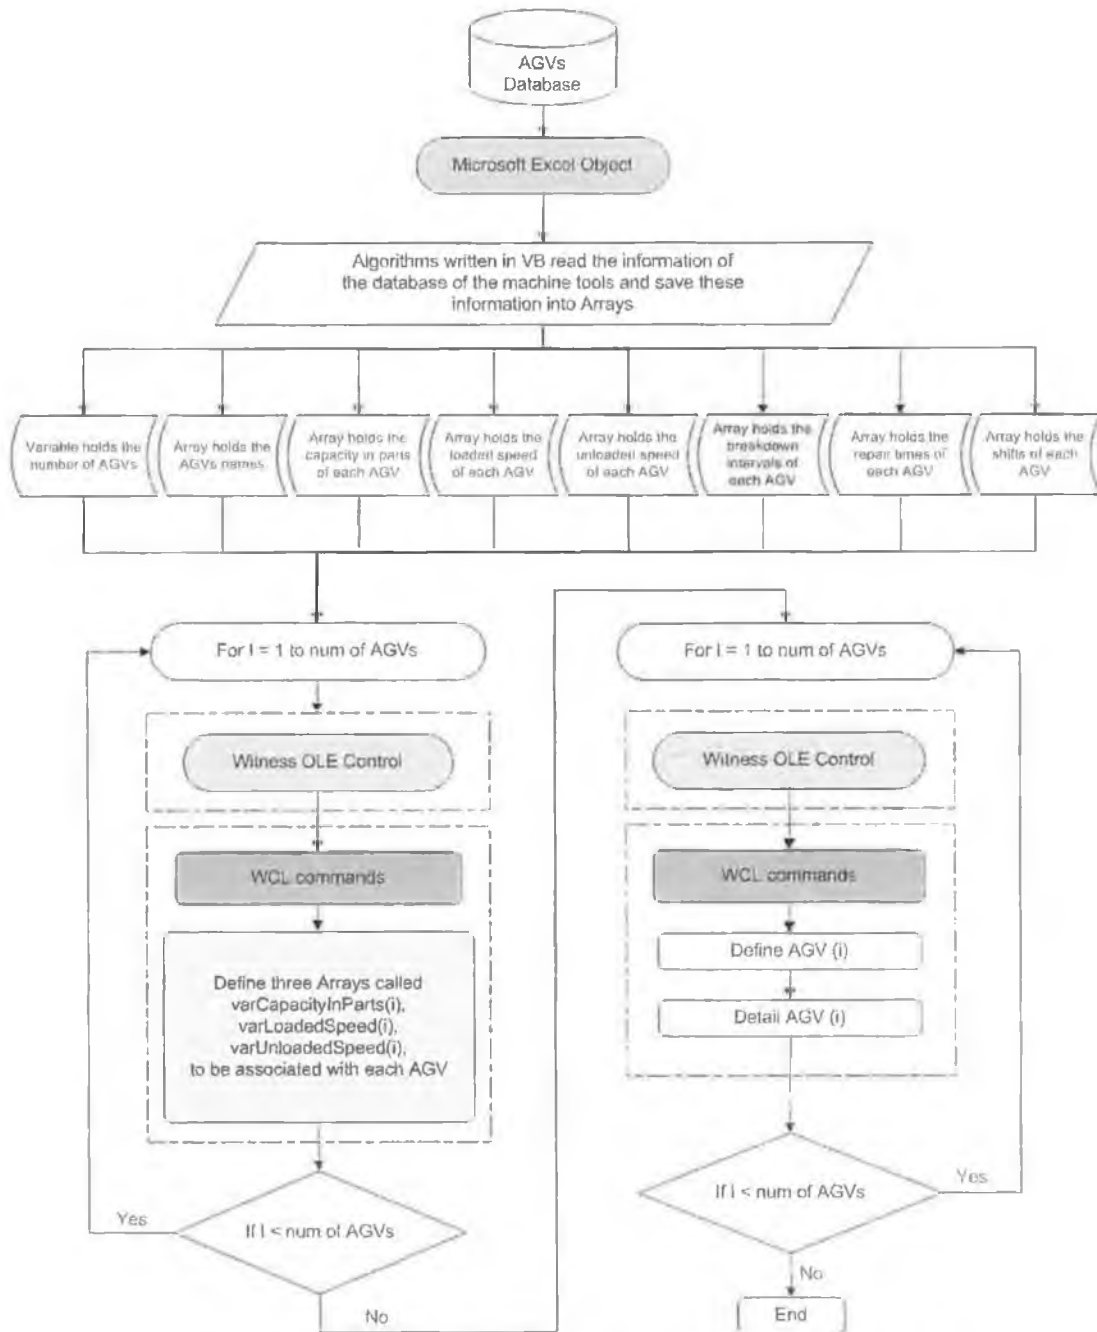 AGVs
Database
Microsoft Excel Object
Algorithms written in VB read the information of
the database of the machine tools and save these
information into Arrays
Variable holds the
number of AGVs
Array holds the
AGVs names
Array holds the
capacity in parts
of each AGV
Array holds the
loaded speed
of each AGV
Array holds the
unloaded speed
of each AGV
Array holds the
breakdown
intervals of
each AGV
Array holds the
repair times of
each AGV
Array holds the
shifts of each
AGV
For I = 1 to num of AGVs
Witness OLE Control
WCL commands
Define three Arrays called
varCapacityInParts(i),
varLoadedSpeed(i),
varUnloadedSpeed(i),
to be associated with each AGV
If I < num of AGVs
Yes
No
For I = 1 to num of AGVs
Witness OLE Control
WCL commands
Define AGV (i)
Detail AGV (i)
If I < num of AGVs
Yes
No
End